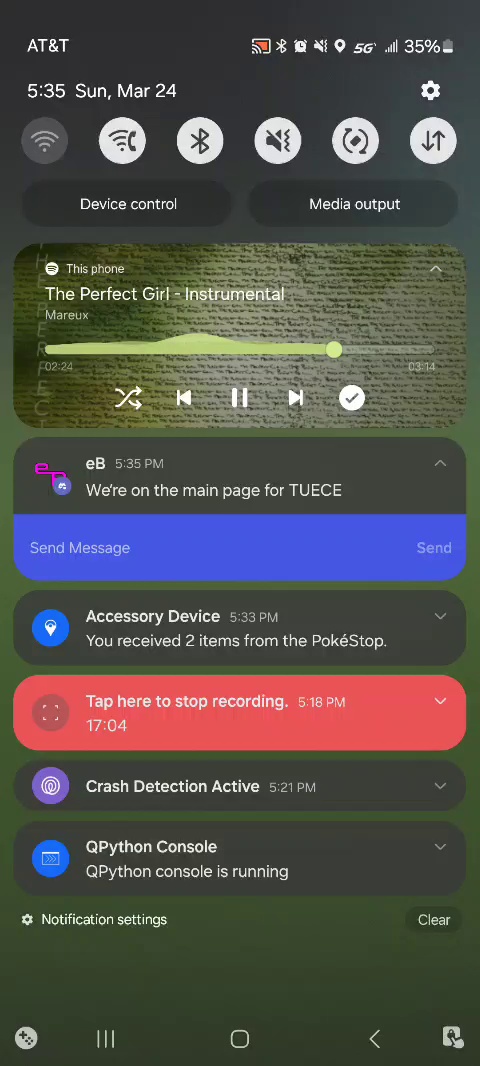 AT&T
5G
35%
5:35 Sun, Mar 24
Device control
Media output
This phone
The Perfect Girl - Instrumental
Mareux
02:24
03:14
eB 5:35 PM
We're on the main page for TUECE
Send Message
Send
Accessory Device 5:33 PM
You received 2 items from the PokéStop.
Tap here to stop recording. 5:18 PM
17:04
Crash Detection Active 5:21 PM
QPython Console
QPython console is running
Notification settings
Clear